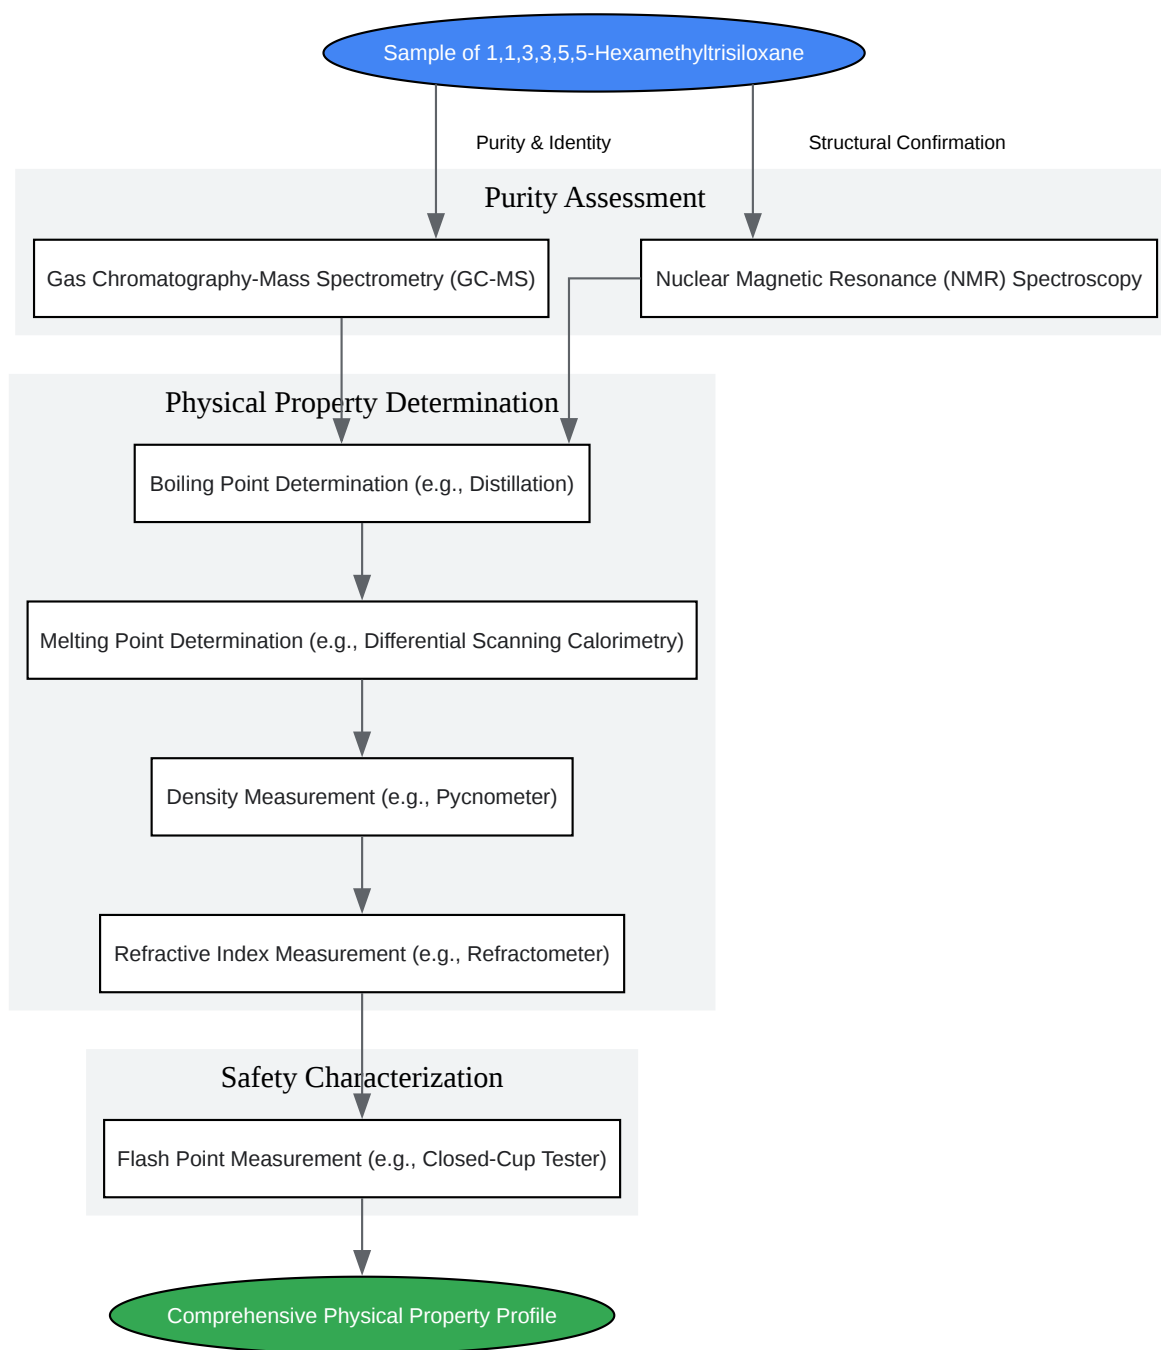 Sample of 1,1,3,3,5,5-Hexamethyltrisiloxane
Purity & Identity
Structural Confirmation
Purity Assessment
Gas Chromatography-Mass Spectrometry (GC-MS)
Nuclear Magnetic Resonance (NMR) Spectroscopy
Physical Property Determination
Boiling Point Determination (e.g., Distillation)
Melting Point Determination (e.g., Differential Scanning Calorimetry)
Density Measurement (e.g., Pycnometer)
Refractive Index Measurement (e.g., Refractometer)
Safety Characterization
Flash Point Measurement (e.g., Closed-Cup Tester)
Comprehensive Physical Property Profile